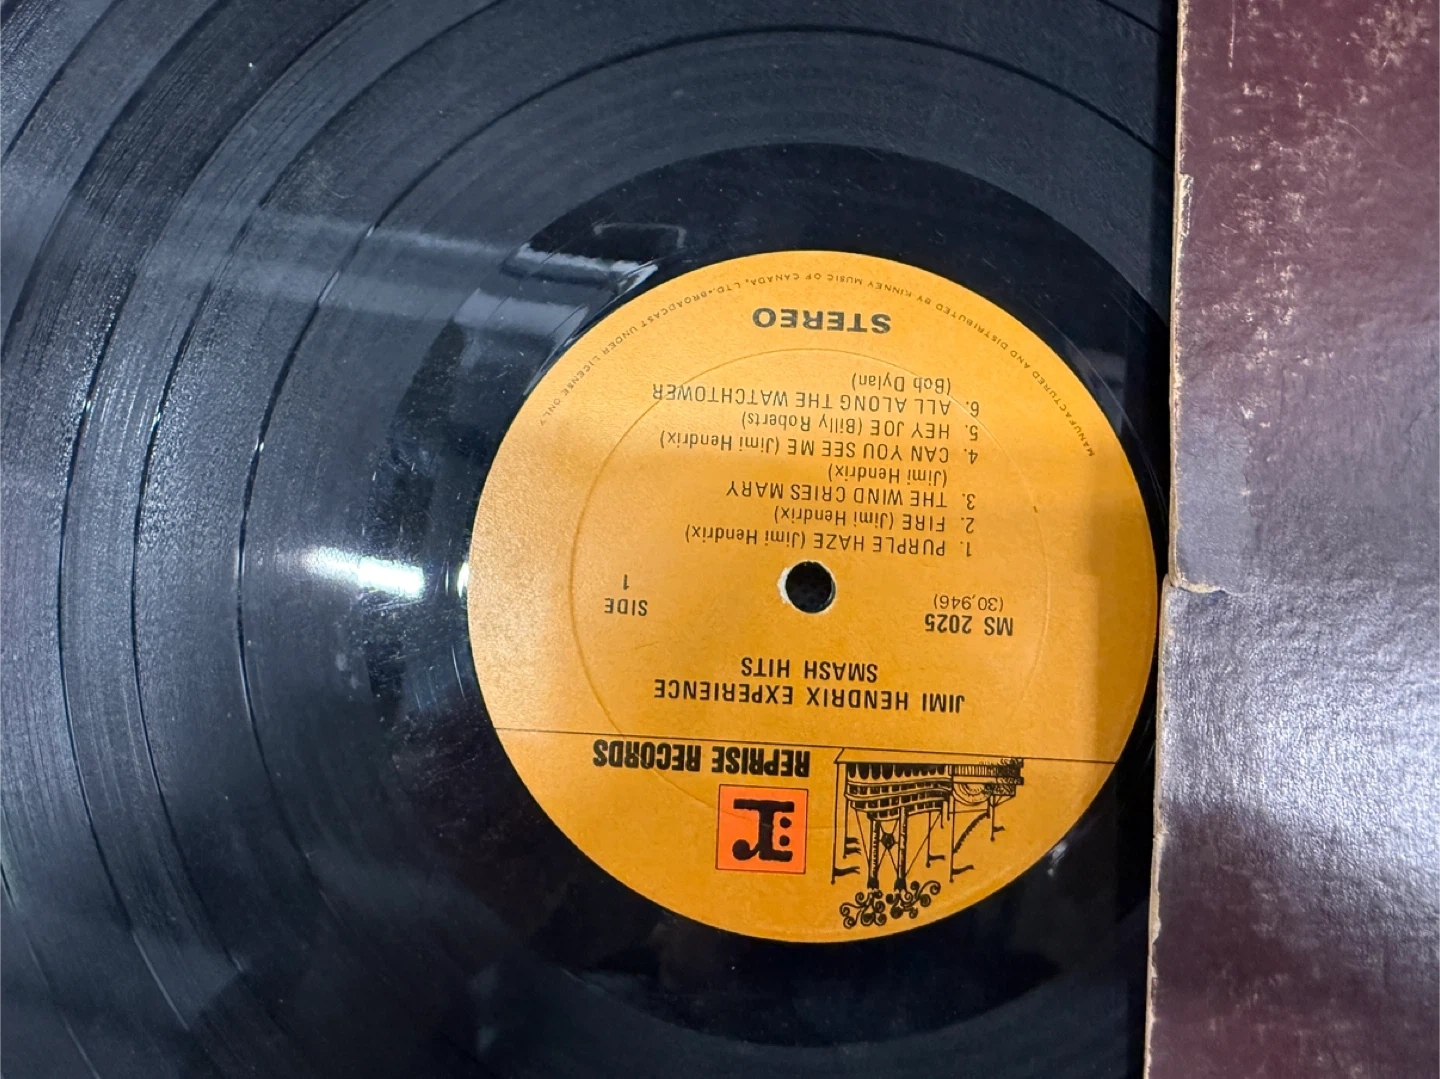 REPRISE RECORDS
JIMI HENDRIX EXPERIENCE
SMASH HITS
MS 2025
(30,946)
SIDE
1
1. PURPLE HAZE (Jimi Hendrix)
2. FIRE (Jimi Hendrix)
3. THE WIND CRIES MARY
(Jimi Hendrix)
4. CAN YOU SEE ME (Jimi Hendrix)
5. HEY JOE (Billy Roberts)
6. ALL ALONG THE WATCHTOWER
(Bob Dylan)
STEREO
MANUFACTURED AND DISTRIBUTED BY KINNEY MUSIC OF CANADA, LTD.•BROADCAST UNDER LICENSE ONLY